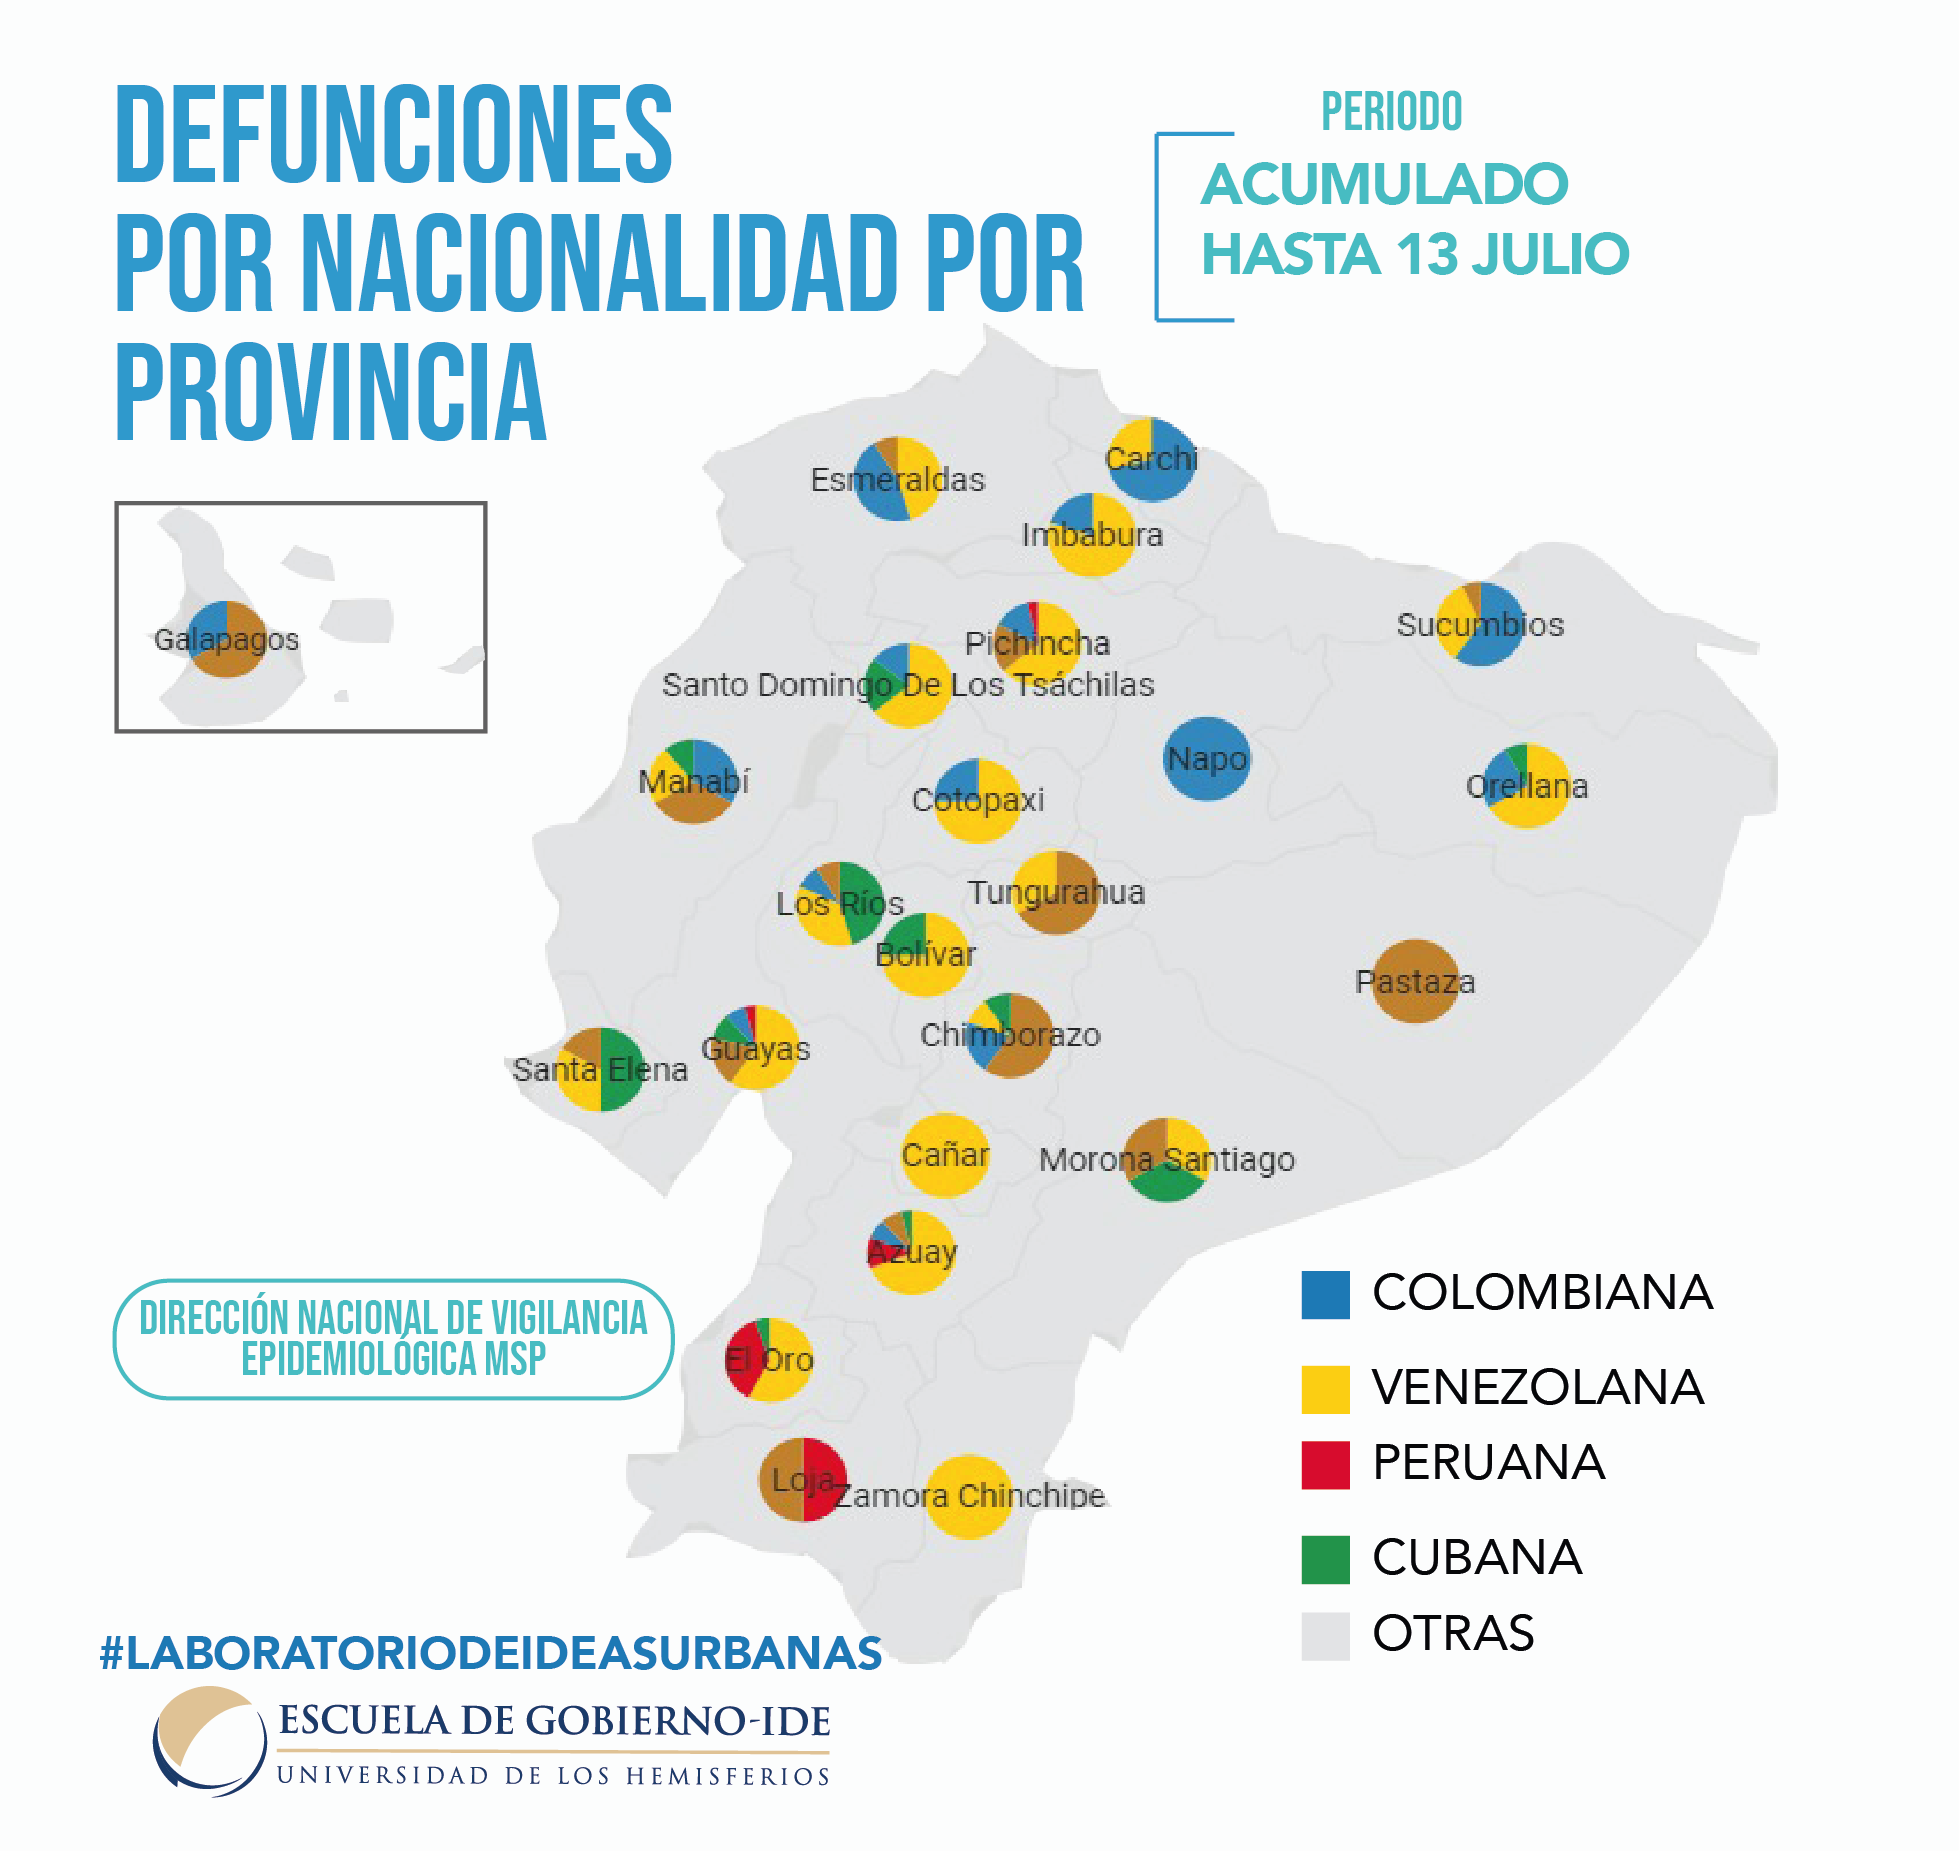 DEFUNCIONES
POR NACIONALIDAD POR
PROVINCIA
PERIODO
ACUMULADO
HASTA 13 JULIO
Esmeraldas
Carchi
Imbabura
Galapagos
Sucumbios
Pichincha
Santo Domingo De Los Tsáchilas
Napo
Manabí
Cotopaxi
Orellana
Los Ríos
Tungurahua
Bolívar
Pastaza
Chimborazo
Guayas
Santa Elena
Cañar
Morona Santiago
Azuay
El Oro
Loja
Zamora Chinchipe
DIRECCIÓN NACIONAL DE VIGILANCIA
EPIDEMIOLÓGICA MSP
COLOMBIANA
VENEZOLANA
PERUANA
CUBANA
OTRAS
#LABORATORIODEIDEASURBANAS
ESCUELA DE GOBIERNO-IDE
UNIVERSIDAD DE LOS HEMISFERIOS